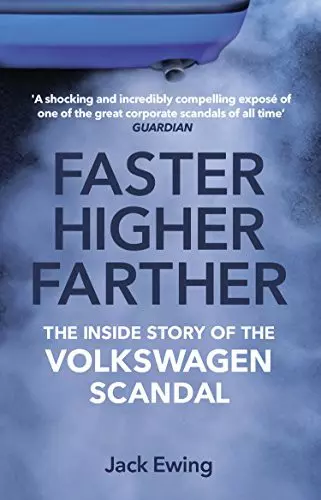 'A shocking and incredibly compelling exposé of
one of the great corporate scandals of all time'
GUARDIAN
FASTER
HIGHER
FARTHER
THE INSIDE STORY OF THE
VOLKSWAGEN
SCANDAL
Jack Ewing